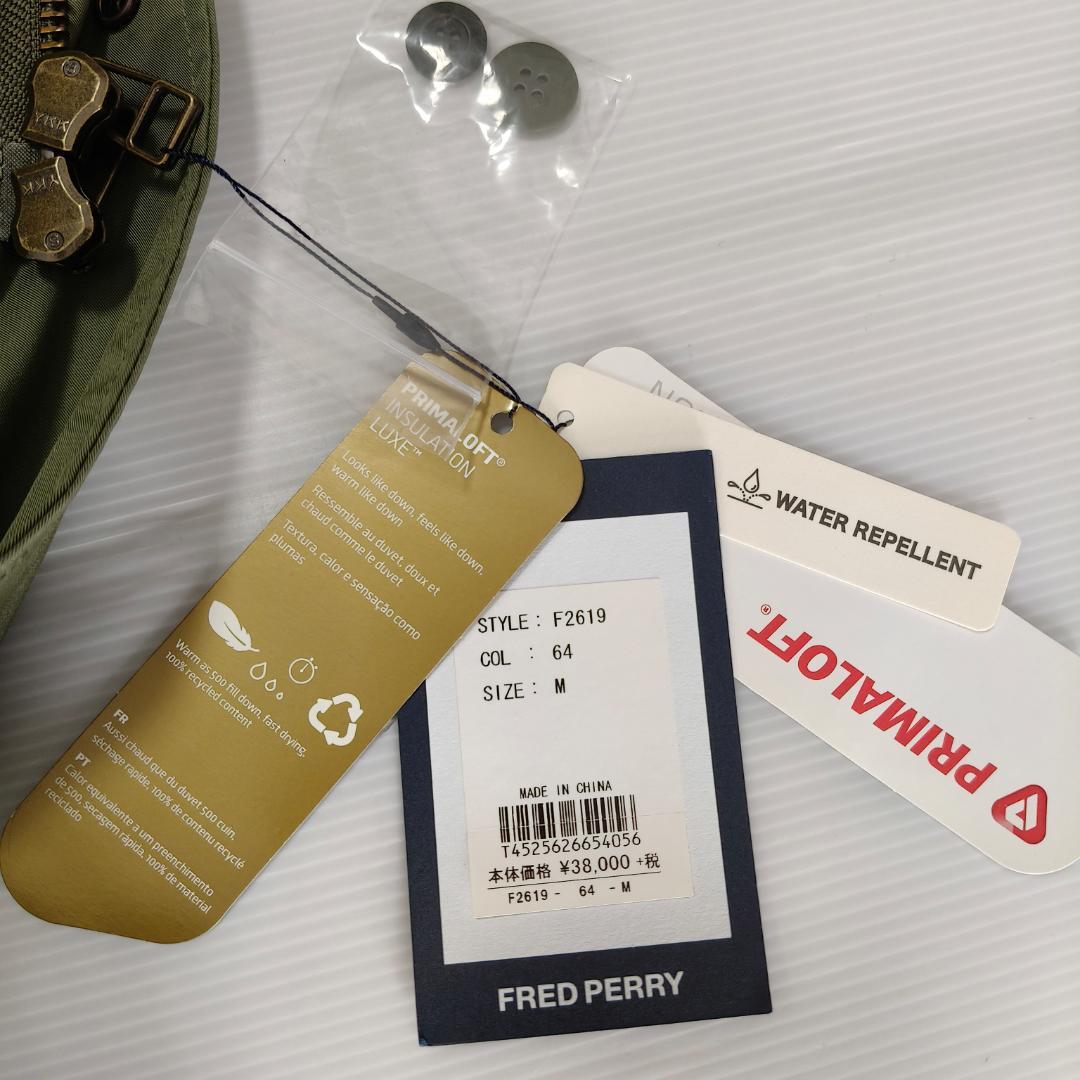 YKK
YKK
PRIMALOFT®
INSULATION
LUXE™
Looks like down, feels like down,
warm like down
Ressemble au duvet, doux et
chaud comme le duvet
Textura, calor e sensação como
plumas
Warm as 500 fill down, fast drying,
100% recycled content
FR
Aussi chaud que du duvet 500 cuin,
séchage rapide, 100% de contenu recyclé
PT
Calor equivalente a um preenchimento
de 500, secagem rápida, 100% de material
reciclado
WATER REPELLENT
PRIMALOFT®
STYLE : F2619
COL : 64
SIZE : M
MADE IN CHINA
T4525626654056
本体価格 ¥38,000 +税
F2619 - 64 - M
FRED PERRY